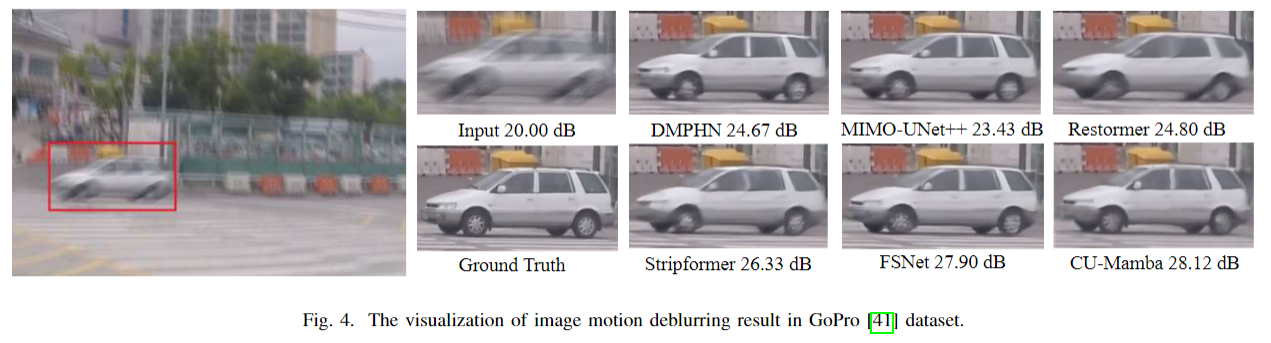 Input 20.00 dB
DMPHN 24.67 dB
MIMO-UNet++ 23.43 dB
Restormer 24.80 dB
Ground Truth
Stripformer 26.33 dB
FSNet 27.90 dB
CU-Mamba 28.12 dB
Fig. 4. The visualization of image motion deblurring result in GoPro [41] dataset.